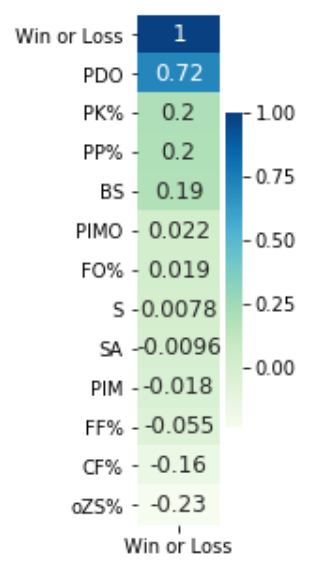 Win or Loss 1
PDO 0.72
PK% 0.2
PP% 0.2
BS 0.19
PIMO 0.022
FO% 0.019
S 0.0078
SA -0.0096
PIM -0.018
FF% -0.055
CF% -0.16
oZS% -0.23
Win or Loss
1.00
0.75
0.50
0.25
0.00